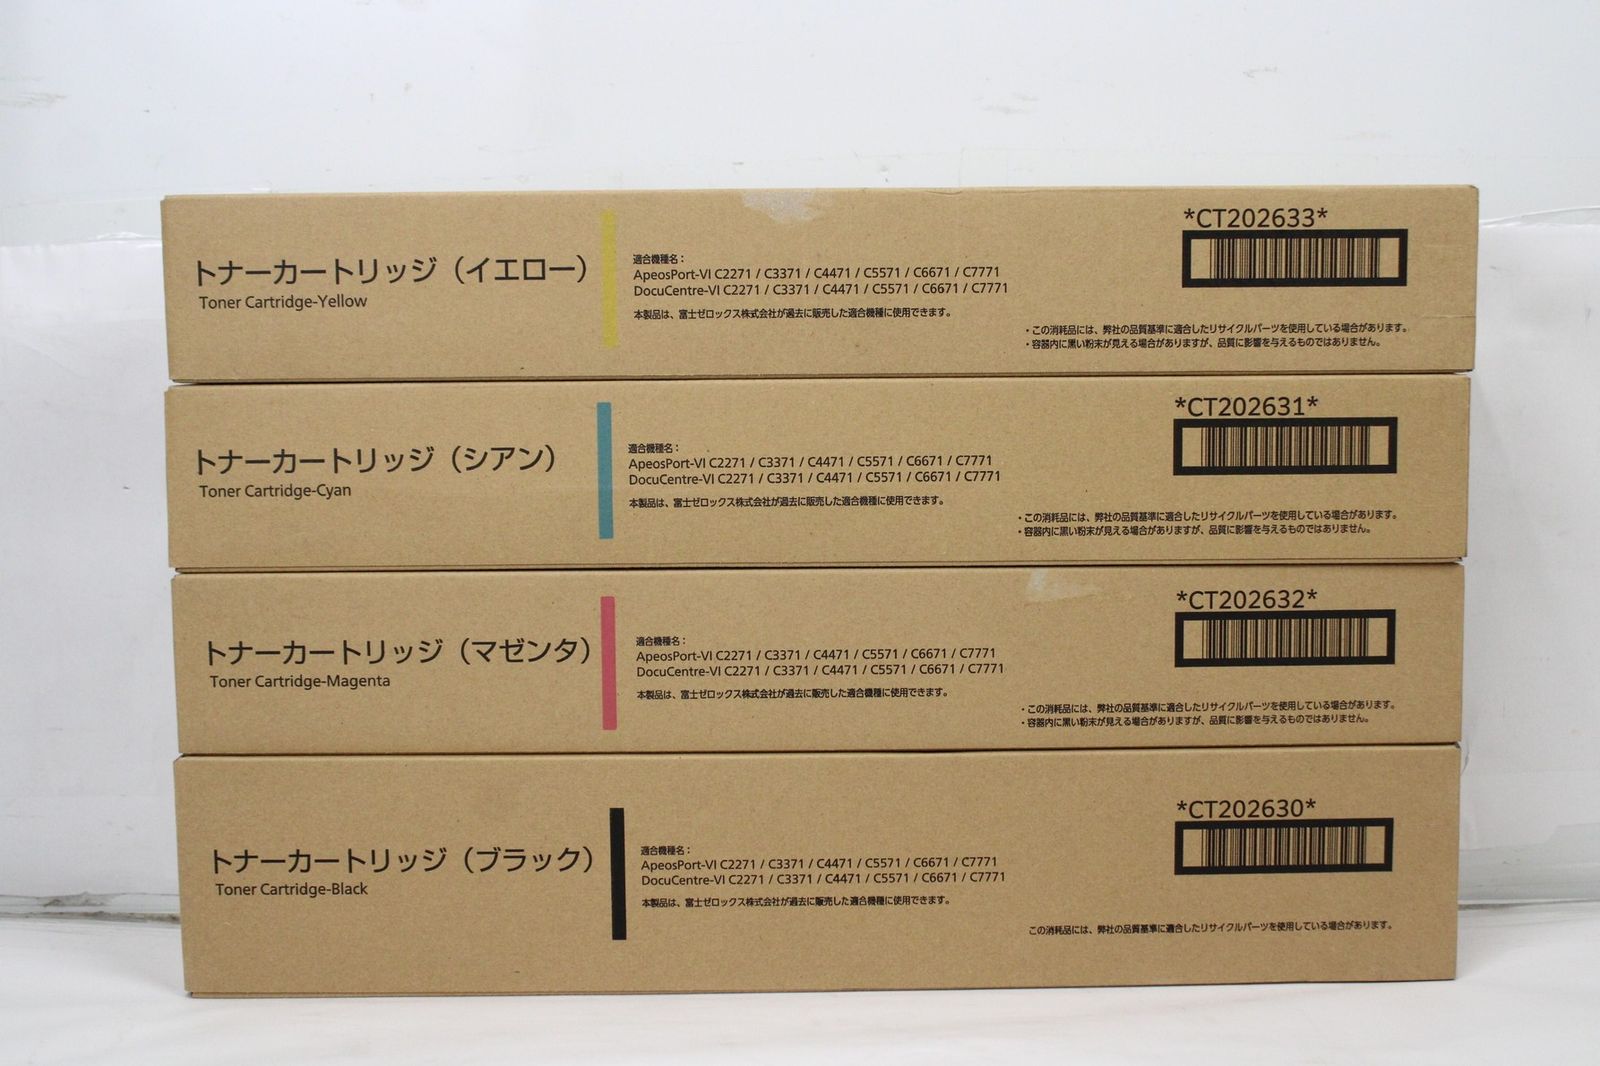 トナーカートリッジ（イエロー）
Toner Cartridge-Yellow
適合機種名：
ApeosPort-VI C2271 / C3371 / C4471 / C5571 / C6671 / C7771
DocuCentre-VI C2271 / C3371 / C4471 / C5571 / C6671 / C7771
本製品は、富士ゼロックス株式会社が過去に販売した適合機種に使用できます。
*CT202633*
・この消耗品には、弊社の品質基準に適合したリサイクルパーツを使用している場合があります。
・容器内に黒い粉末が見える場合がありますが、品質に影響を与えるものではありません。
トナーカートリッジ（シアン）
Toner Cartridge-Cyan
適合機種名：
ApeosPort-VI C2271 / C3371 / C4471 / C5571 / C6671 / C7771
DocuCentre-VI C2271 / C3371 / C4471 / C5571 / C6671 / C7771
本製品は、富士ゼロックス株式会社が過去に販売した適合機種に使用できます。
*CT202631*
・この消耗品には、弊社の品質基準に適合したリサイクルパーツを使用している場合があります。
・容器内に黒い粉末が見える場合がありますが、品質に影響を与えるものではありません。
トナーカートリッジ（マゼンタ）
Toner Cartridge-Magenta
適合機種名：
ApeosPort-VI C2271 / C3371 / C4471 / C5571 / C6671 / C7771
DocuCentre-VI C2271 / C3371 / C4471 / C5571 / C6671 / C7771
本製品は、富士ゼロックス株式会社が過去に販売した適合機種に使用できます。
*CT202632*
・この消耗品には、弊社の品質基準に適合したリサイクルパーツを使用している場合があります。
・容器内に黒い粉末が見える場合がありますが、品質に影響を与えるものではありません。
トナーカートリッジ（ブラック）
Toner Cartridge-Black
適合機種名：
ApeosPort-VI C2271 / C3371 / C4471 / C5571 / C6671 / C7771
DocuCentre-VI C2271 / C3371 / C4471 / C5571 / C6671 / C7771
本製品は、富士ゼロックス株式会社が過去に販売した適合機種に使用できます。
*CT202630*
この消耗品には、弊社の品質基準に適合したリサイクルパーツを使用している場合があります。